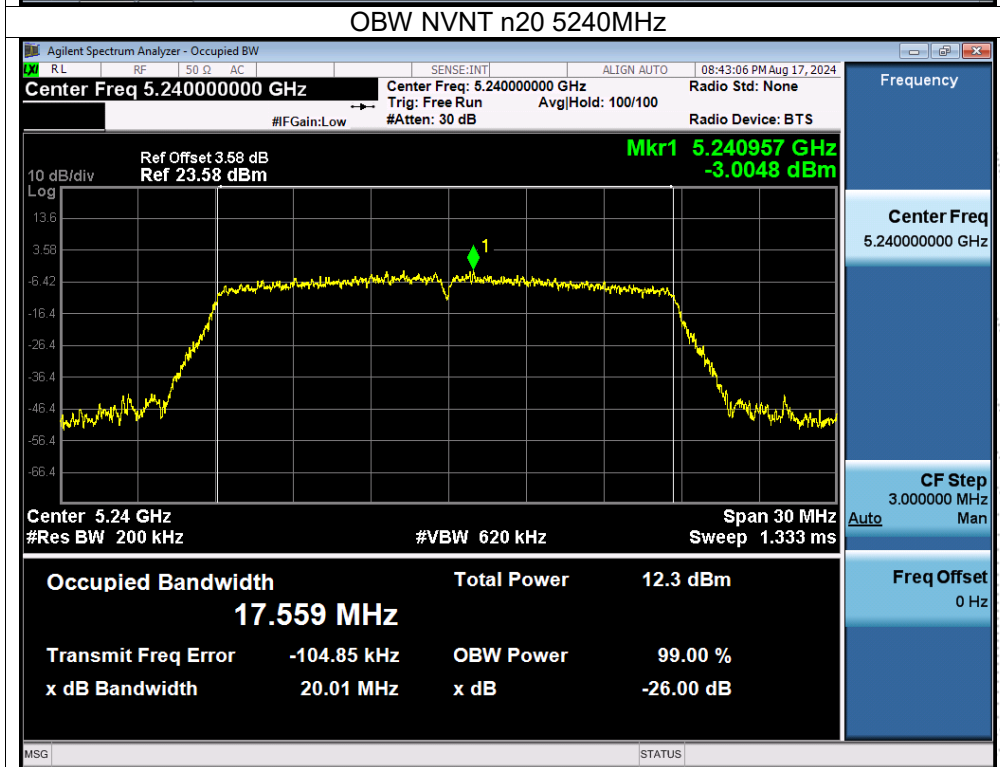 OBW NVNT n20 5240MHz
Agilent Spectrum Analyzer - Occupied BW
LXI RL RF 50 Ω AC SENSE:INT ALIGN AUTO 08:43:06 PM Aug 17, 2024
Center Freq 5.240000000 GHz
Center Freq: 5.240000000 GHz Radio Std: None
Trig: Free Run Avg|Hold: 100/100
#IFGain:Low #Atten: 30 dB Radio Device: BTS
Frequency
Mkr1 5.240957 GHz
-3.0048 dBm
Ref Offset 3.58 dB
10 dB/div Ref 23.58 dBm
Log
13.6
3.58
-6.42
-16.4
-26.4
-36.4
-46.4
-56.4
-66.4
1
Center Freq
5.240000000 GHz
Center 5.24 GHz Span 30 MHz
#Res BW 200 kHz #VBW 620 kHz Sweep 1.333 ms
CF Step
3.000000 MHz
Auto Man
Occupied Bandwidth Total Power 12.3 dBm
17.559 MHz
Transmit Freq Error -104.85 kHz OBW Power 99.00 %
x dB Bandwidth 20.01 MHz x dB -26.00 dB
Freq Offset
0 Hz
MSG STATUS